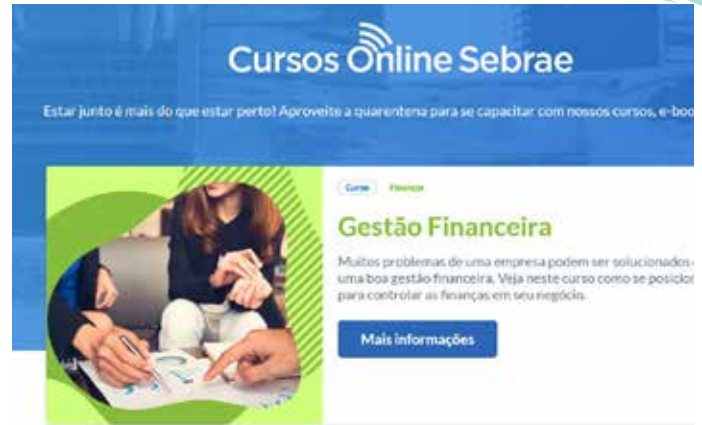 Cursos Online Sebrae
Estar junto é mais do que estar perto! Aproveite a quarentena para se capacitar com nossos cursos, e-boo
Curso Finanças
Gestão Financeira
Muitos problemas de uma empresa podem ser solucionados
uma boa gestão financeira. Veja neste curso como se posicion
para controlar as finanças em seu negócio.
Mais informações